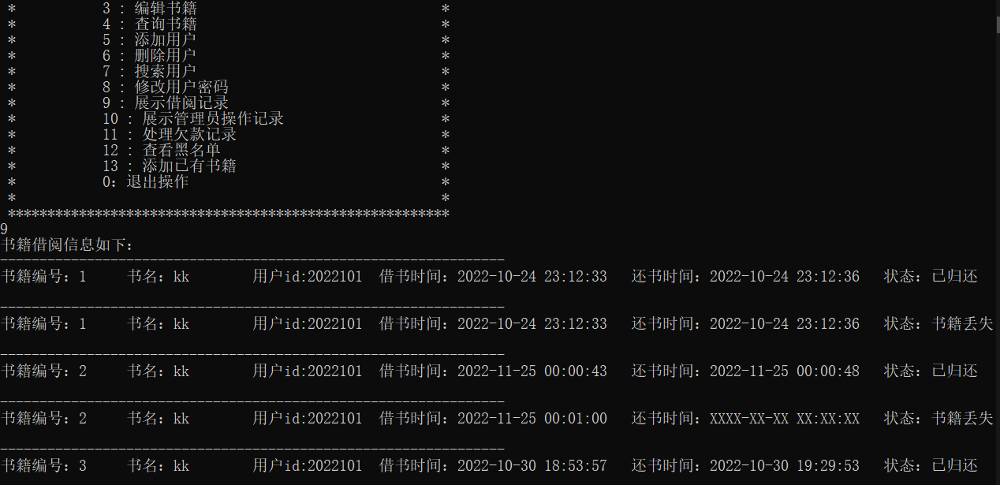 * 3 : 编辑书籍 *
* 4 : 查询书籍 *
* 5 : 添加用户 *
* 6 : 删除用户 *
* 7 : 搜索用户 *
* 8 : 修改用户密码 *
* 9 : 展示借阅记录 *
* 10 : 展示管理员操作记录 *
* 11 : 处理欠款记录 *
* 12 : 查看黑名单 *
* 13 : 添加已有书籍 *
* 0: 退出操作 *
* *
********************************************************
9
书籍借阅信息如下:
----------------------------------------------------------------
书籍编号: 1 书名: kk 用户id:2022101 借书时间: 2022-10-24 23:12:33 还书时间: 2022-10-24 23:12:36 状态: 已归还
----------------------------------------------------------------
书籍编号: 1 书名: kk 用户id:2022101 借书时间: 2022-10-24 23:12:33 还书时间: 2022-10-24 23:12:36 状态: 书籍丢失
----------------------------------------------------------------
书籍编号: 2 书名: kk 用户id:2022101 借书时间: 2022-11-25 00:00:43 还书时间: 2022-11-25 00:00:48 状态: 已归还
----------------------------------------------------------------
书籍编号: 2 书名: kk 用户id:2022101 借书时间: 2022-11-25 00:01:00 还书时间: XXXX-XX-XX XX:XX:XX 状态: 书籍丢失
----------------------------------------------------------------
书籍编号: 3 书名: kk 用户id:2022101 借书时间: 2022-10-30 18:53:57 还书时间: 2022-10-30 19:29:53 状态: 已归还